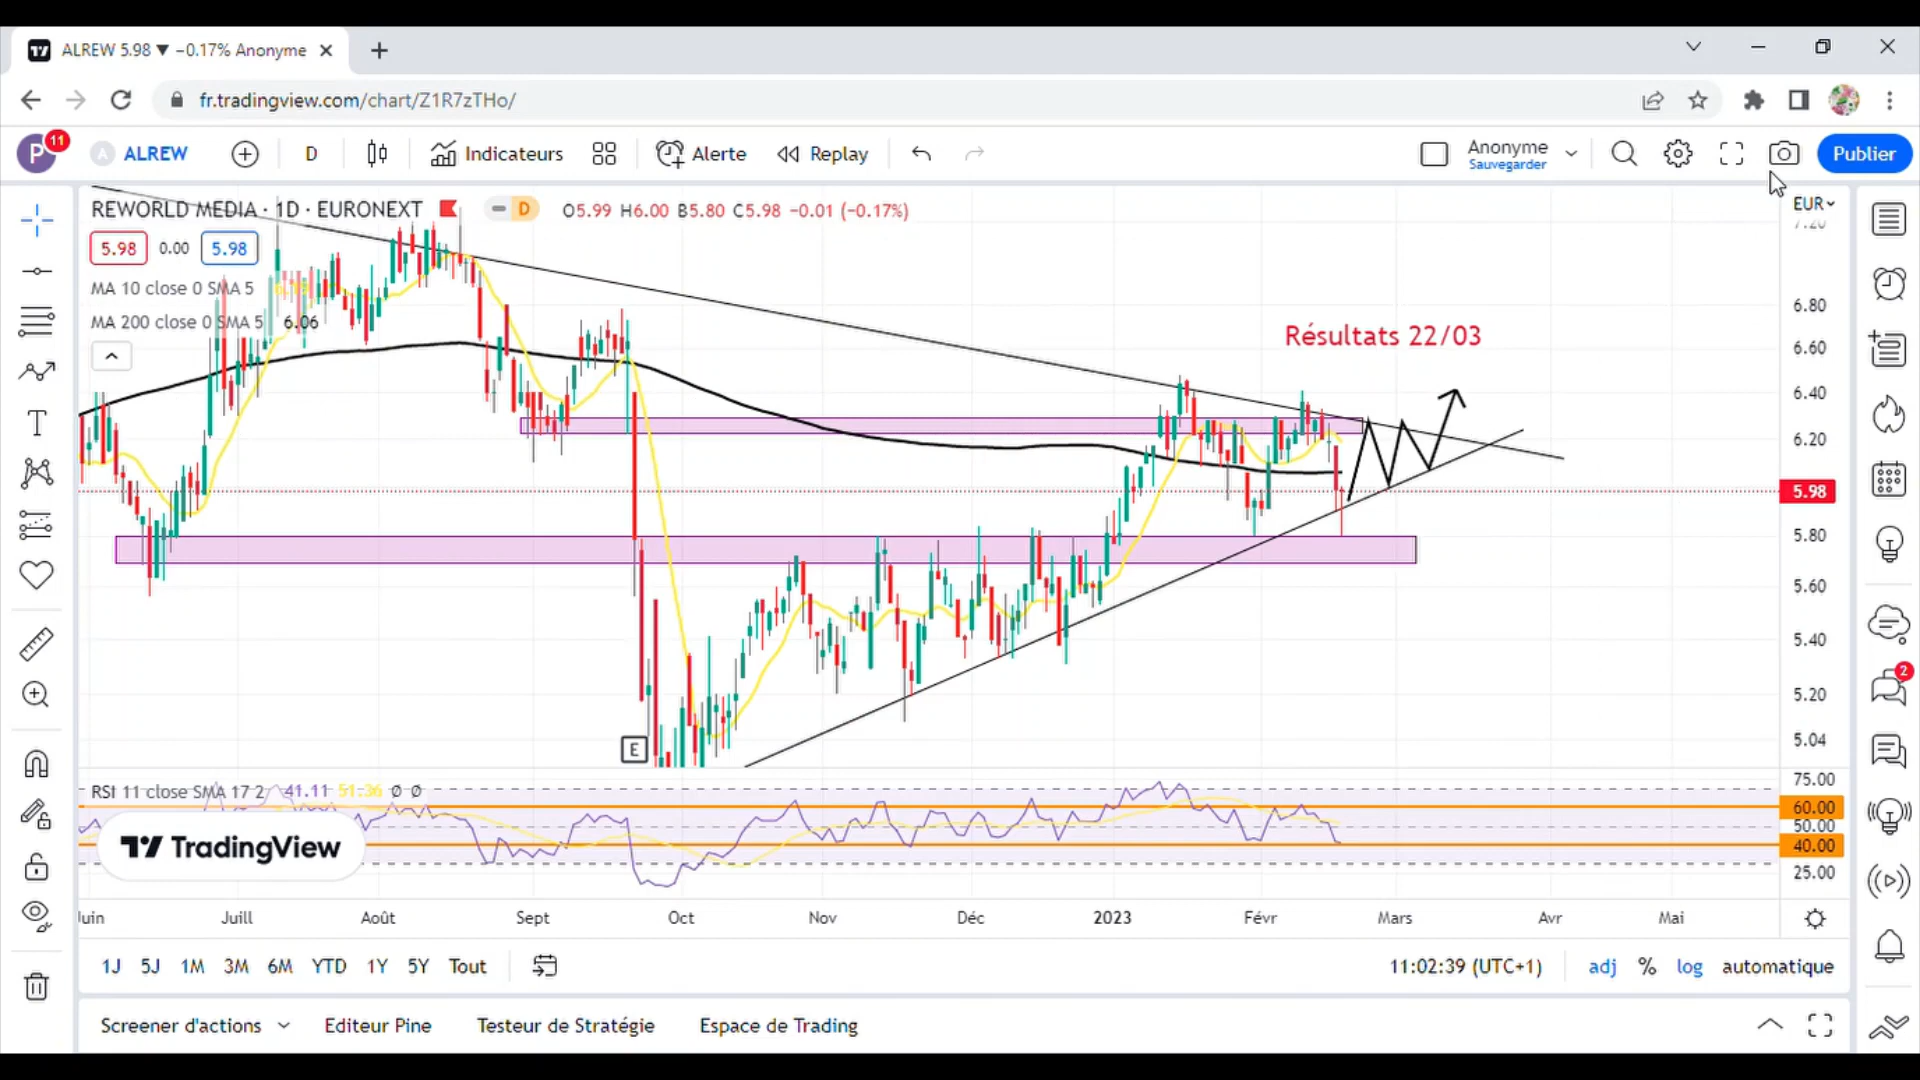 ALREW 5.98 ▼ −0.17% Anonyme
fr.tradingview.com/chart/Z1R7zTHo/
P 11 A ALREW D Indicateurs Alerte Replay Anonyme Sauvegarder Publier
REWORLD MEDIA · 1D · EURONEXT D O5.99 H6.00 B5.80 C5.98 −0.01 (−0.17%)
EUR
7.20
5.98 0.00 5.98
MA 10 close 0 SMA 5
MA 200 close 0 SMA 5 6.06
6.80
Résultats 22/03
6.60
6.40
6.20
5.98
5.80
5.60
5.40
5.20
E
5.04
2
RSI 11 close SMA 17 2 41.11 51.36 Ø Ø
75.00
60.00
50.00
40.00
25.00
TradingView
Juin Juill Août Sept Oct Nov Déc 2023 Févr Mars Avr Mai
1J 5J 1M 3M 6M YTD 1Y 5Y Tout 11:02:39 (UTC+1) adj % log automatique
Screener d'actions Editeur Pine Testeur de Stratégie Espace de Trading